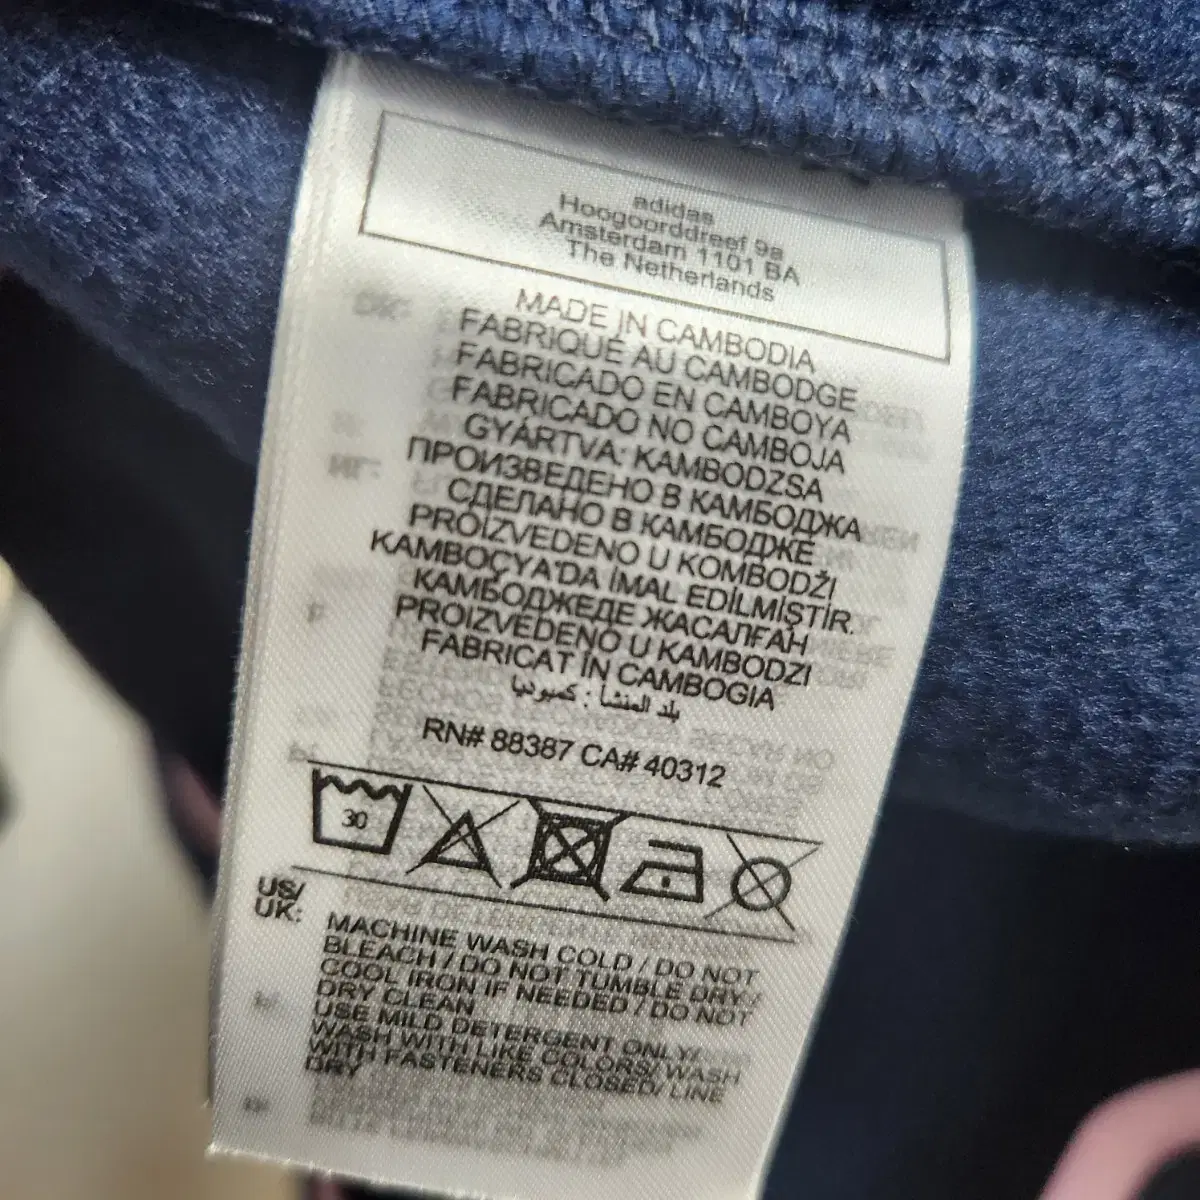 adidas
Hoogoorddreef 9a
Amsterdam 1101 BA
The Netherlands
MADE IN CAMBODIA
FABRIQUÉ AU CAMBODGE
FABRICADO EN CAMBOYA
FABRICADO NO CAMBOJA
GYÁRTVA: KAMBODZSA
ПРОИЗВЕДЕНО В КАМБОДЖА
СДЕЛАНО В КАМБОДЖЕ
PROIZVEDENO U KOMBODŽI
KAMBOÇYA'DA İMAL EDİLMİŞTİR.
КАМБОДЖЕДЕ ЖАСАЛҒАН
PROIZVEDENO U KAMBODZI
FABRICAT ÎN CAMBOGIA
بلد المنشأ : كمبوديا
RN# 88387 CA# 40312
30
US/
UK:
MACHINE WASH COLD / DO NOT
BLEACH / DO NOT TUMBLE DRY /
COOL IRON IF NEEDED / DO NOT
DRY CLEAN
USE MILD DETERGENT ONLY/
WASH WITH LIKE COLORS/ WASH
WITH FASTENERS CLOSED/ LINE
DRY